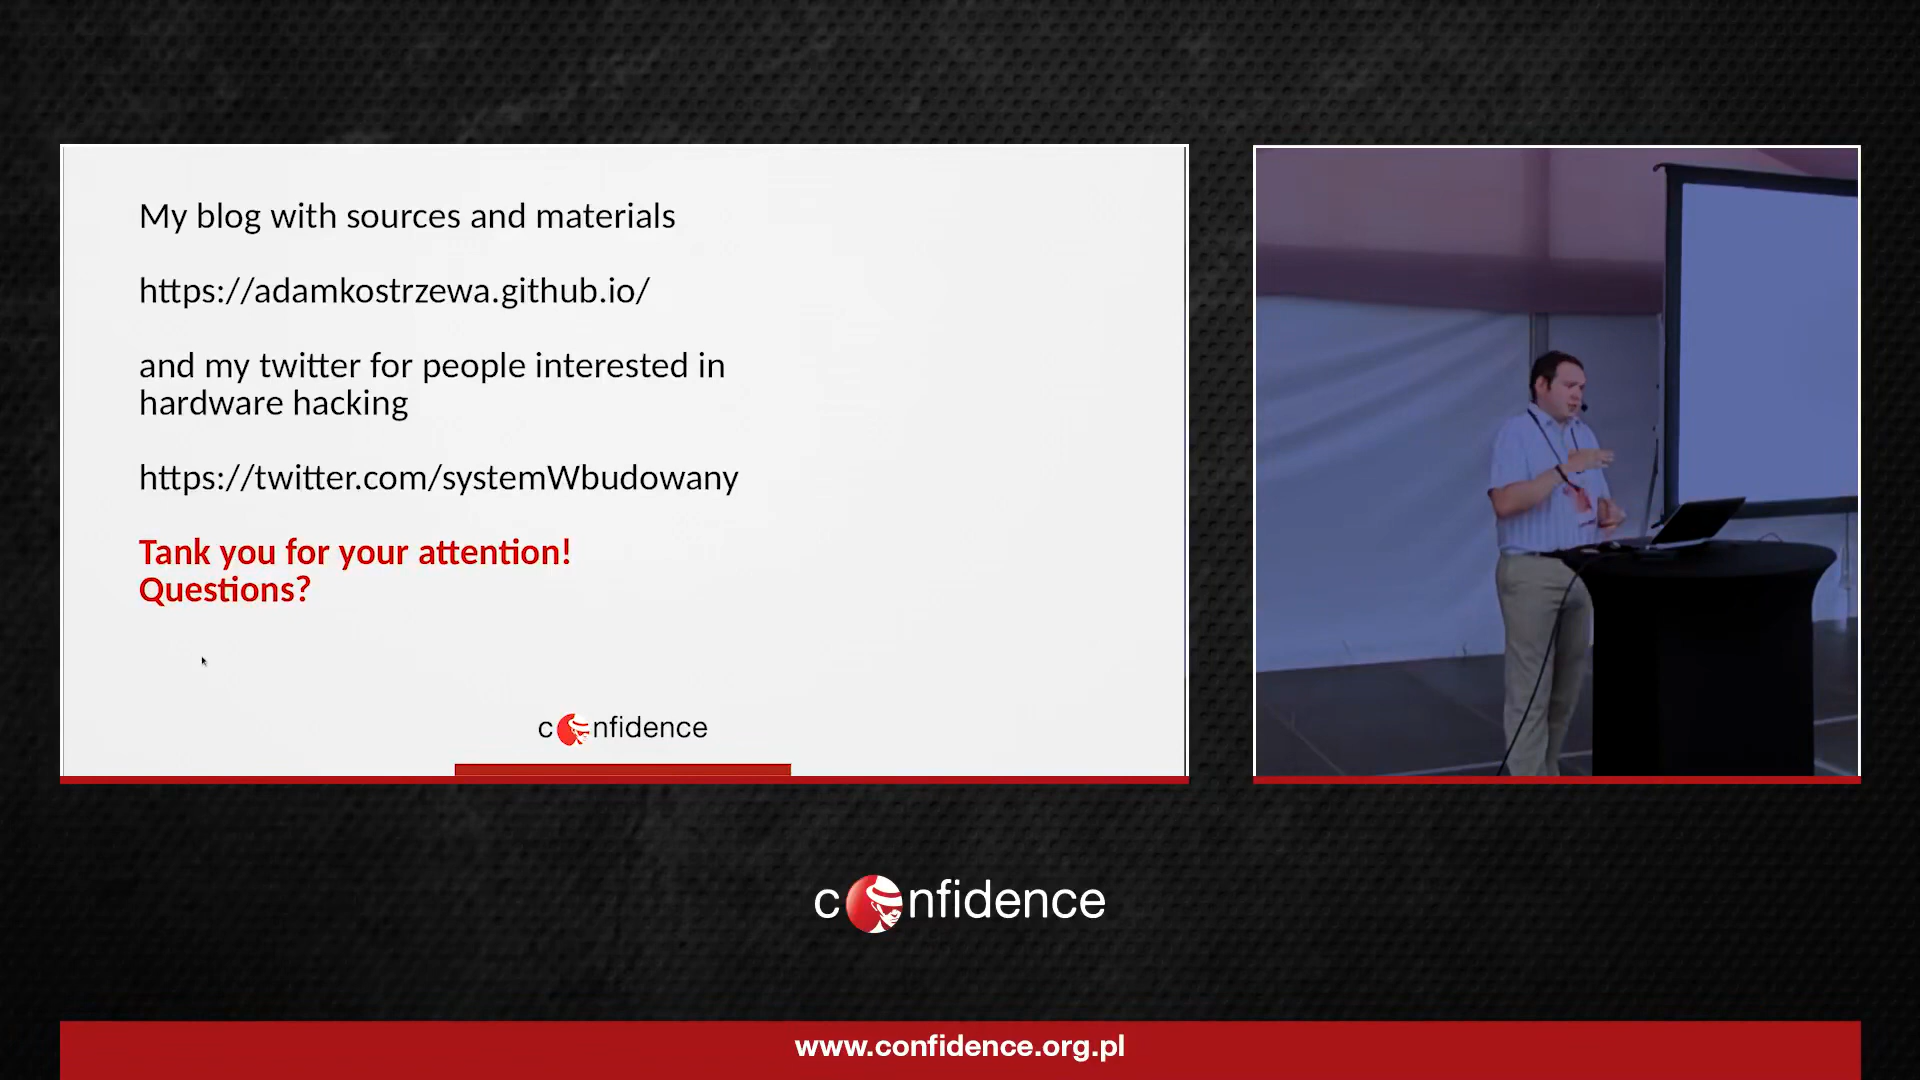 My blog with sources and materials
https://adamkostrzewa.github.io/
and my twitter for people interested in
hardware hacking
https://twitter.com/systemWbudowany
Tank you for your attention!
Questions?
confidence
confidence
www.confidence.org.pl